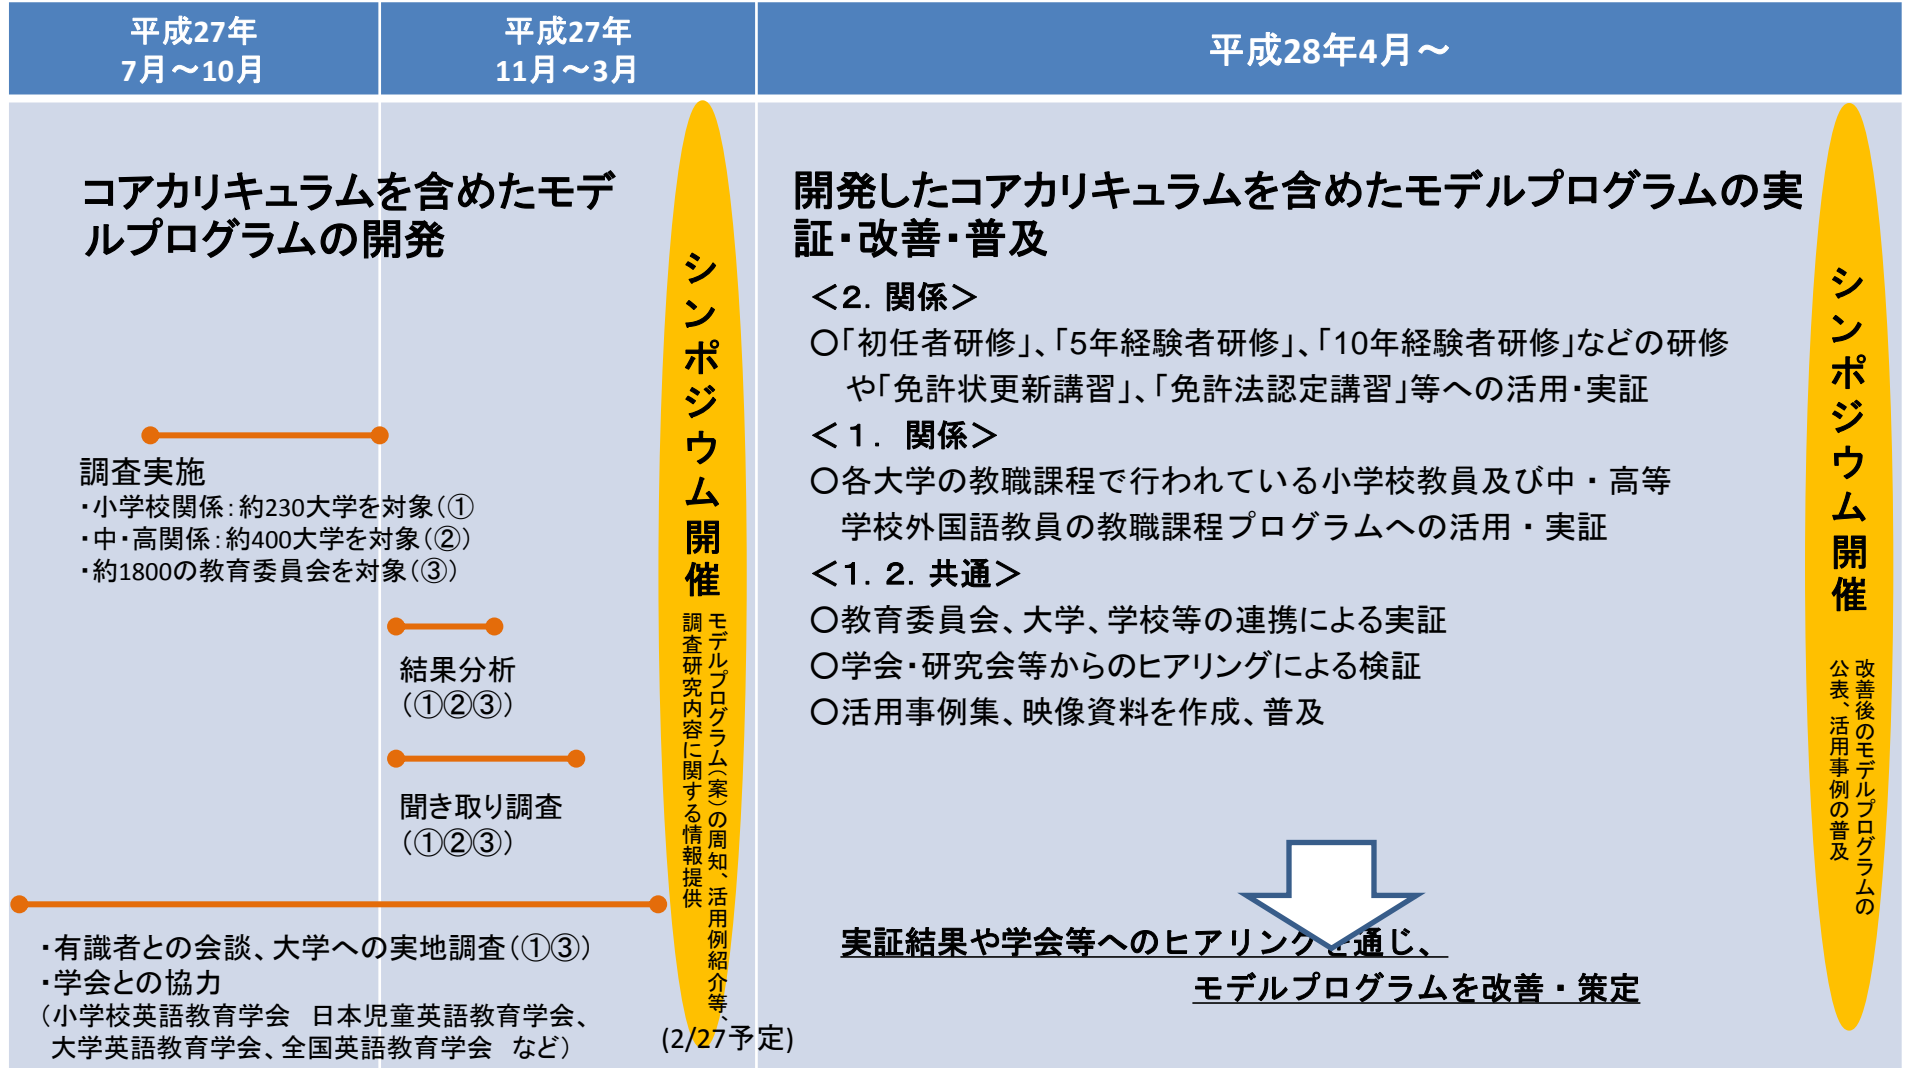 平成27年
7月～10月
平成27年
11月～3月
平成28年4月～
コアカリキュラムを含めたモデ
ルプログラムの開発
調査実施
・小学校関係：約230大学を対象（①
・中・高関係：約400大学を対象（②）
・約1800の教育委員会を対象（③）
結果分析
（①②③）
聞き取り調査
（①②③）
・有識者との会談、大学への実地調査（①③）
・学会との協力
（小学校英語教育学会　日本児童英語教育学会、
大学英語教育学会、全国英語教育学会　など）
シンポジウム開催
モデルプログラム（案）の周知、活用例紹介等、
調査研究内容に関する情報提供
(2/27予定)
開発したコアカリキュラムを含めたモデルプログラムの実
証・改善・普及
＜２．関係＞
○「初任者研修」、「5年経験者研修」、「10年経験者研修」などの研修
や「免許状更新講習」、「免許法認定講習」等への活用・実証
＜１．関係＞
○各大学の教職課程で行われている小学校教員及び中・高等
学校外国語教員の教職課程プログラムへの活用・実証
＜１．２．共通＞
○教育委員会、大学、学校等の連携による実証
○学会・研究会等からのヒアリングによる検証
○活用事例集、映像資料を作成、普及
実証結果や学会等へのヒアリングを通じ、
モデルプログラムを改善・策定
シンポジウム開催
改善後のモデルプログラムの
公表、活用事例の普及